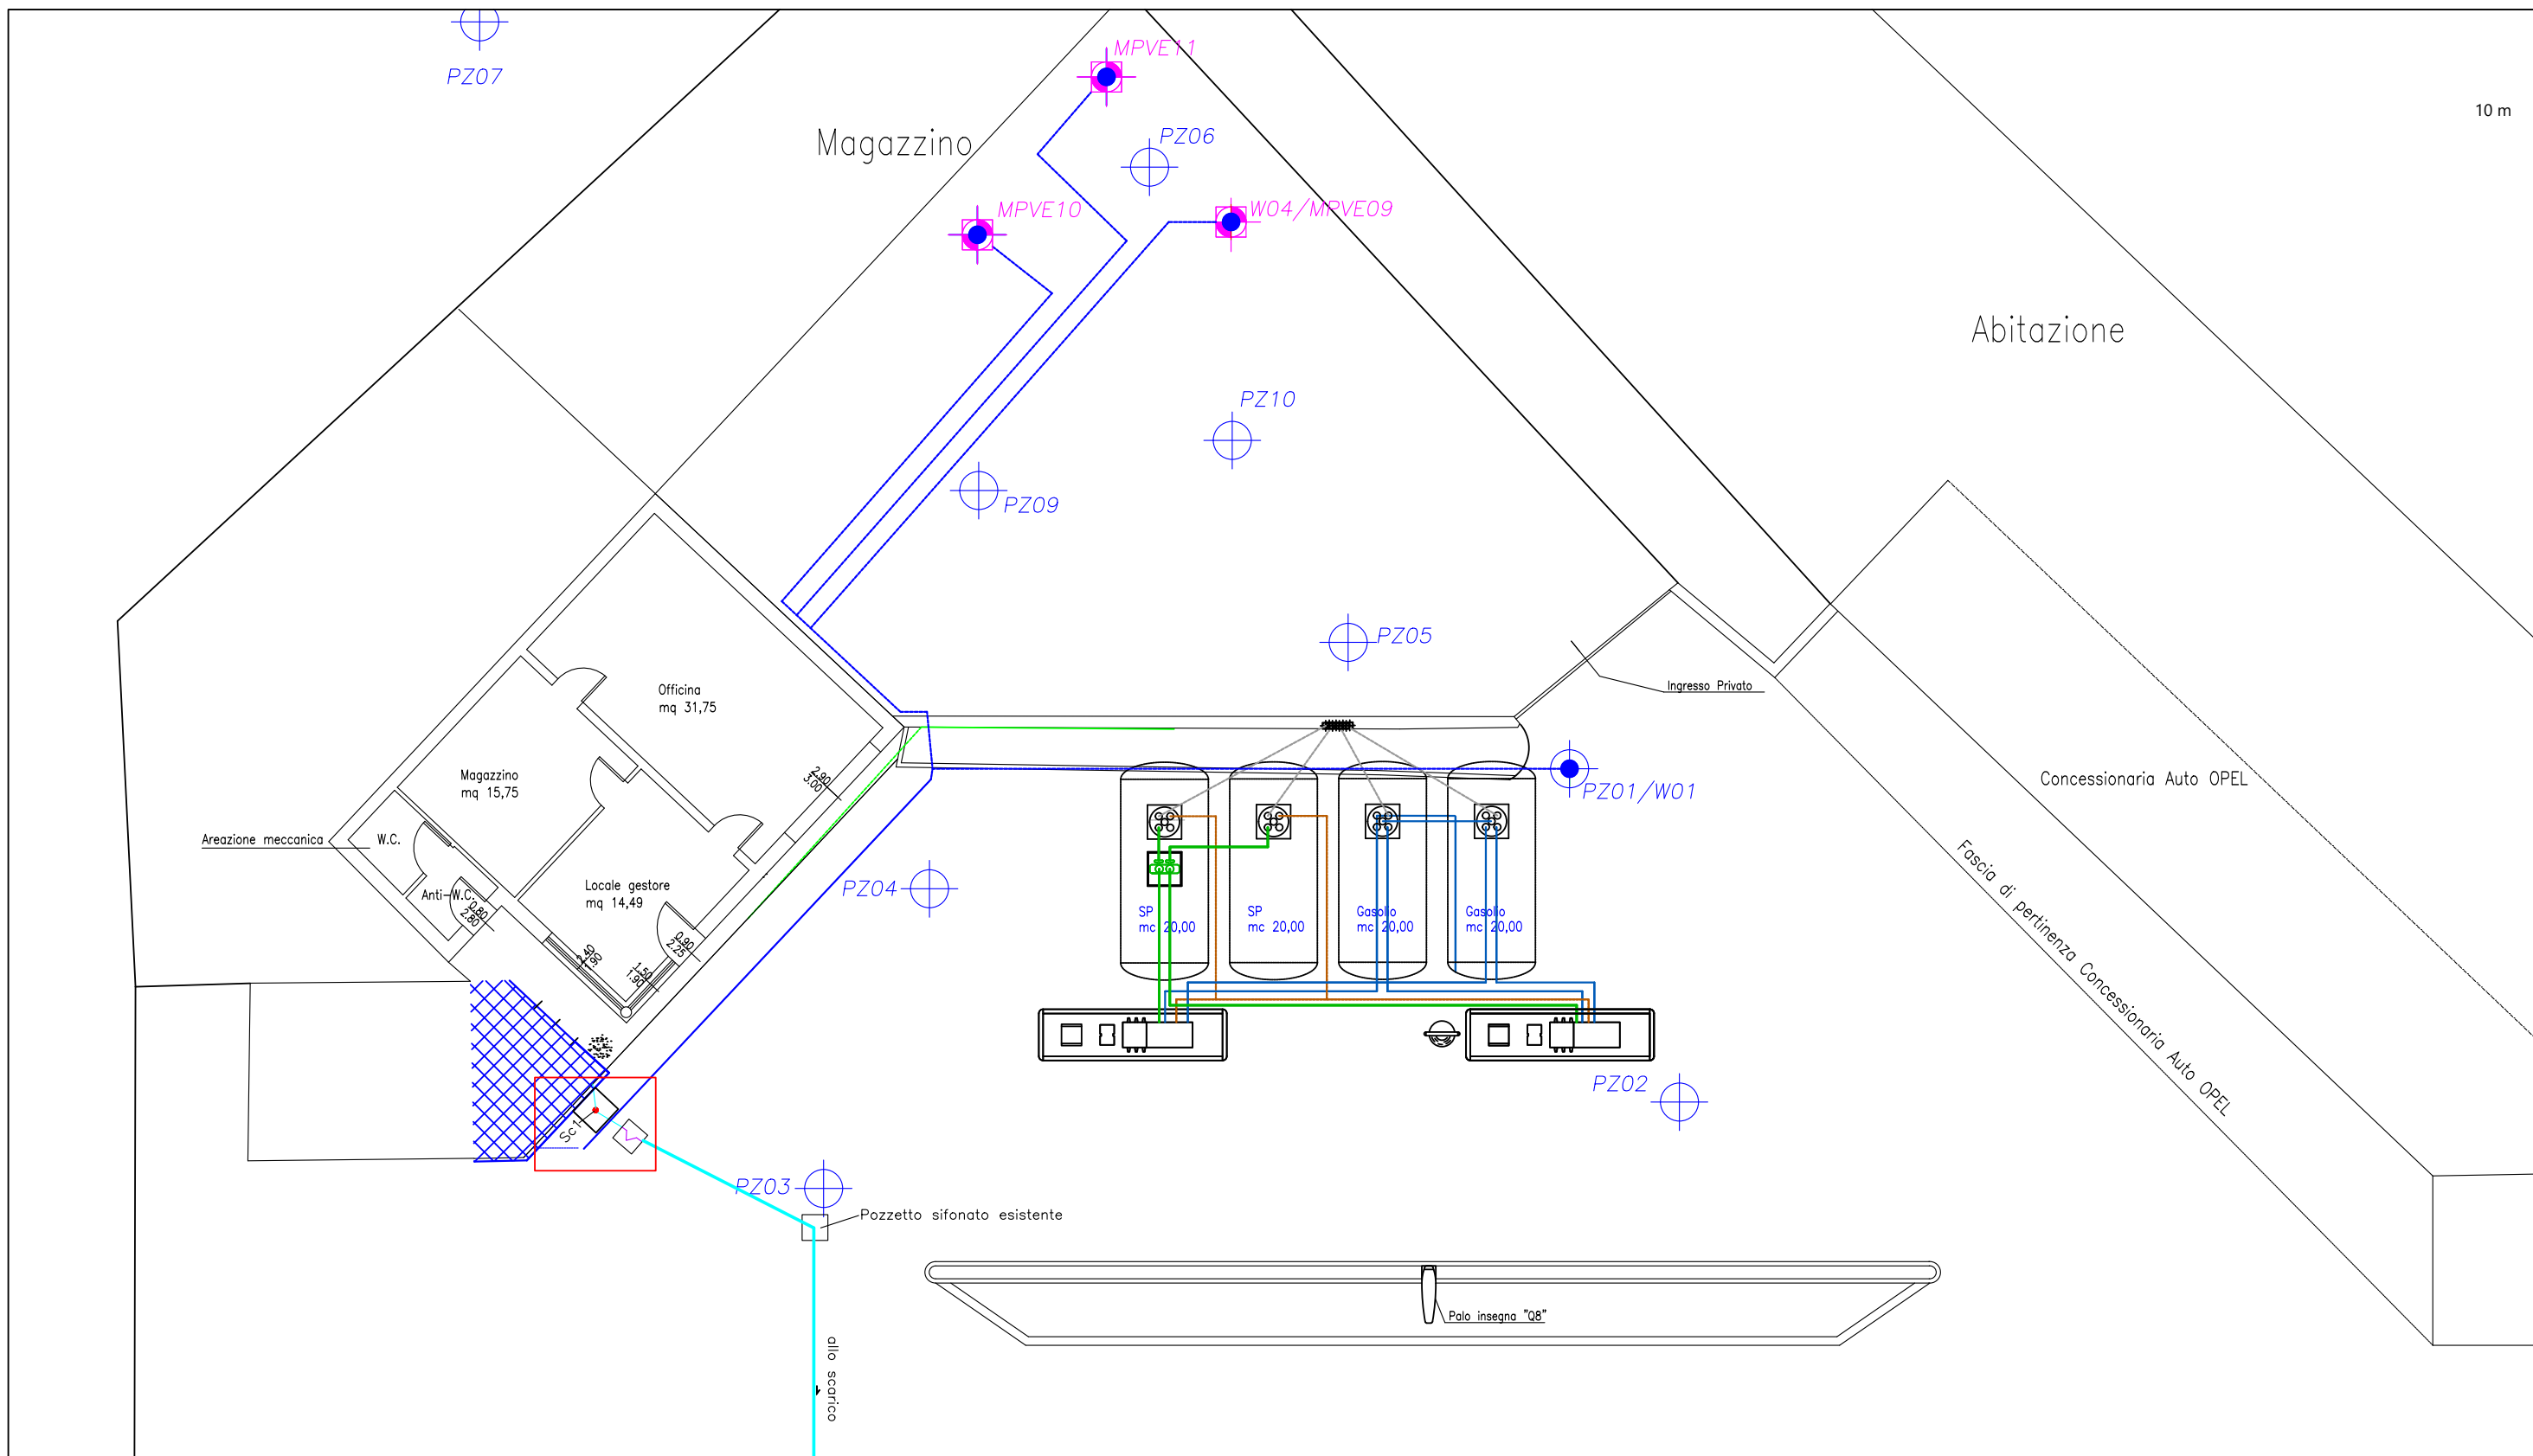 MPVE11
PZ07
10 m
PZ06
Magazzino
MPVE10
W04/MPVE09
Abitazione
PZ10
PZ09
PZ05
Ingresso Privato
Officina
mq 31,75
Magazzino
mq 15,75
2.90
3.00
PZ01/W01
Concessionaria Auto OPEL
Areazione meccanica
W.C.
Anti-W.C.
0.80
2.80
Locale gestore
mq 14,49
PZ04
SP
mc 20,00
SP
mc 20,00
Gasolio
mc 20,00
Gasolio
mc 20,00
0.90
2.25
2.40
1.90
1.50
1.90
Fascia di pertinenza Concessionaria Auto OPEL
PZ02
Sc1
PZ03
Pozzetto sifonato esistente
Palo insegna "Q8"
allo scarico